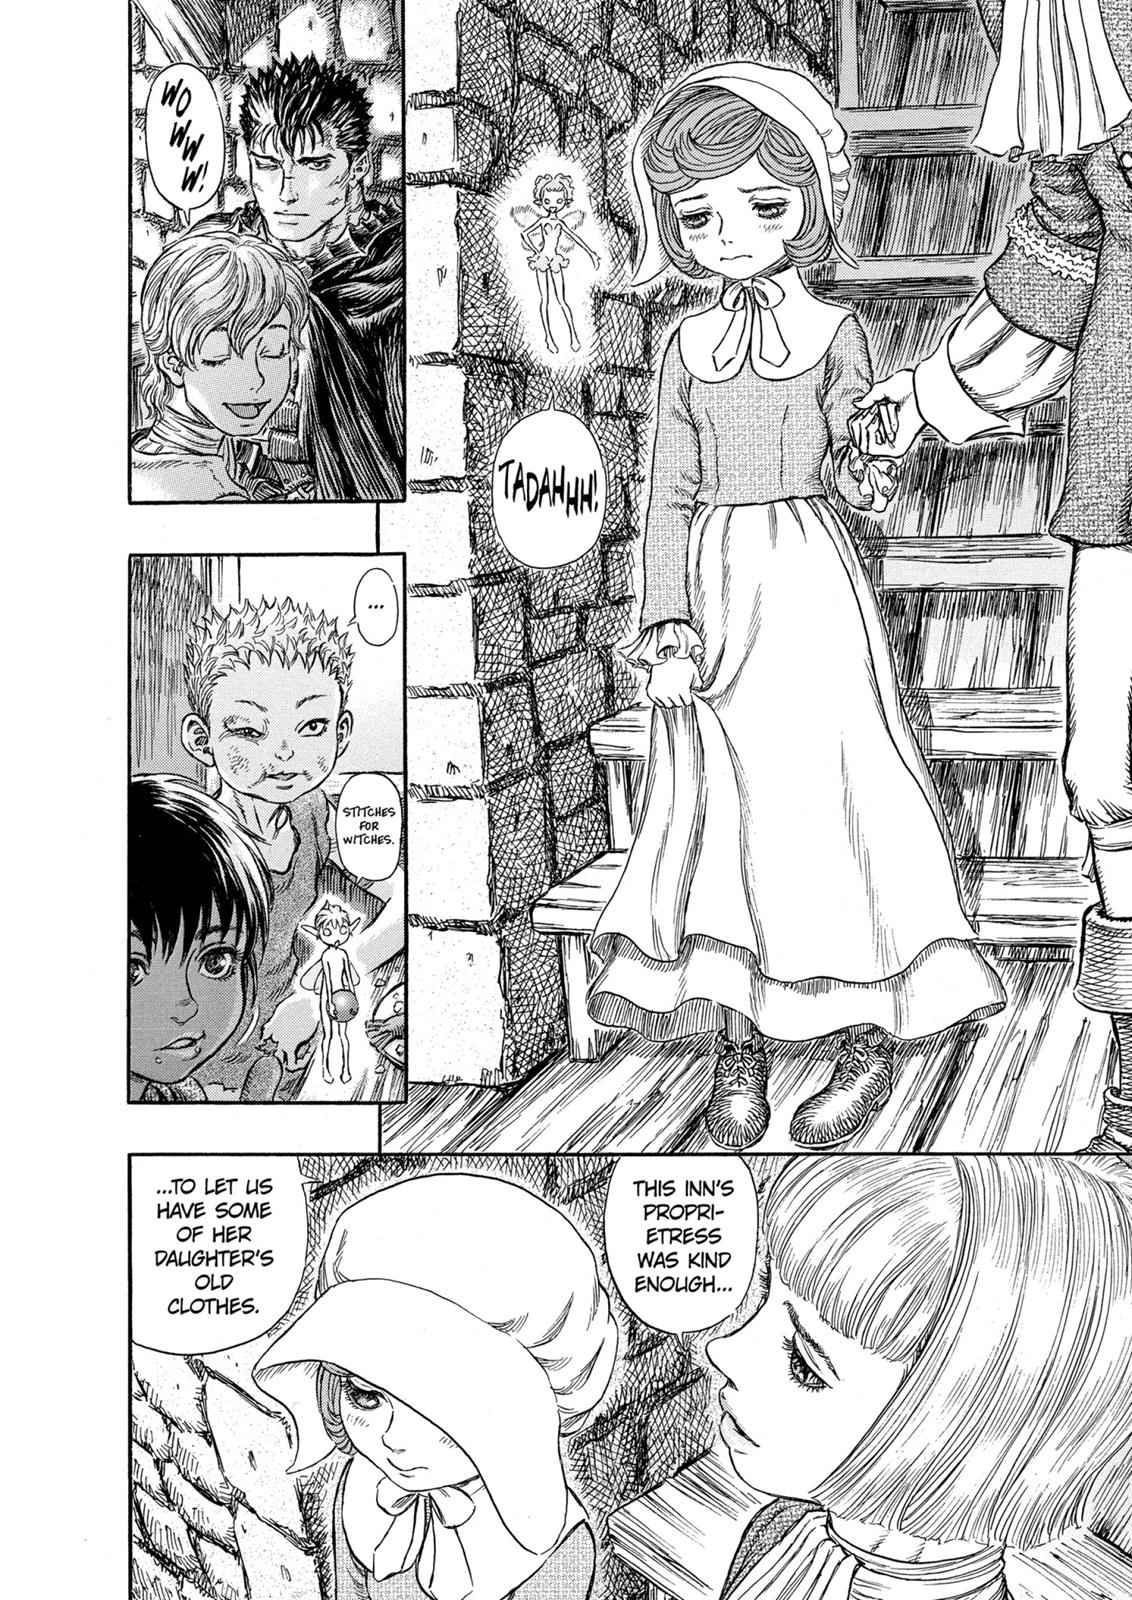 TADAHHH!
WO
WW
W!
...
STITCHES
FOR
WITCHES.
THIS INN'S
PROPRI-
ETRESS
WAS KIND
ENOUGH...
...TO LET US
HAVE SOME
OF HER
DAUGHTER'S
OLD
CLOTHES.